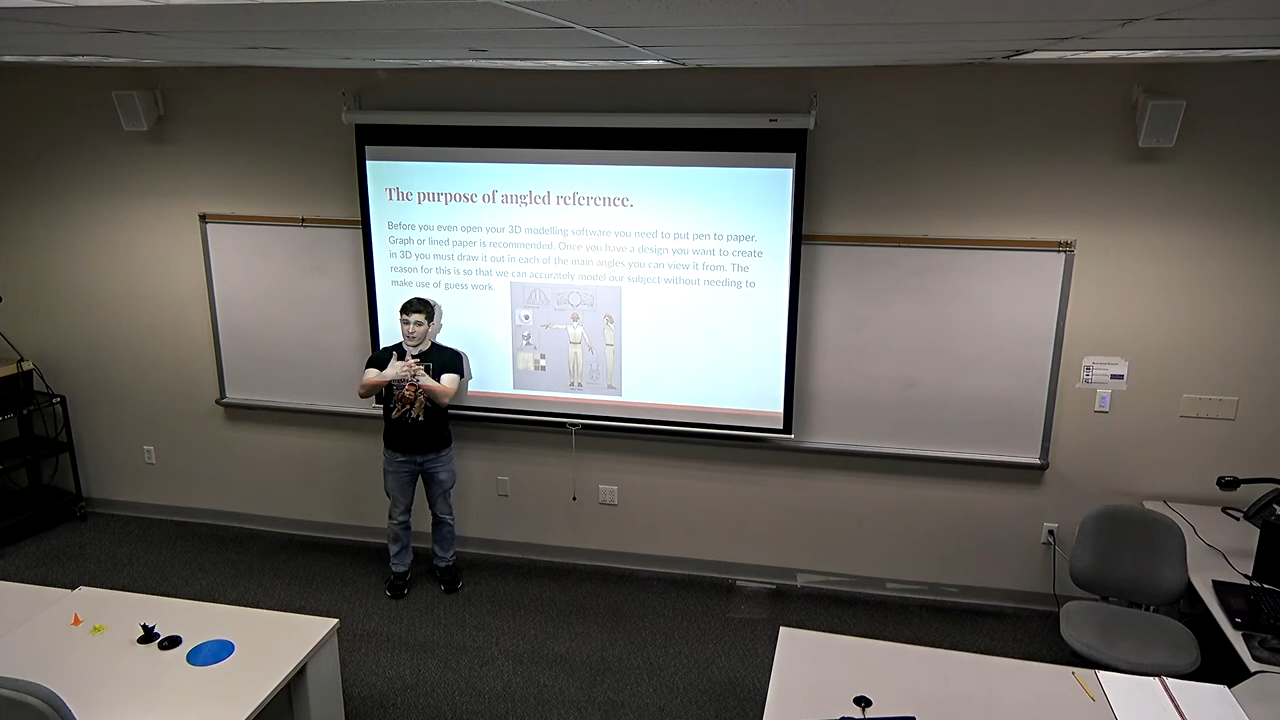 The purpose of angled reference.
Before you even open your 3D modelling software you need to put pen to paper.
Graph or lined paper is recommended. Once you have a design you want to create
in 3D you must draw it out in each of the main angles you can view it from. The
reason for this is so that we can accurately model our subject without needing to
make use of guess work.